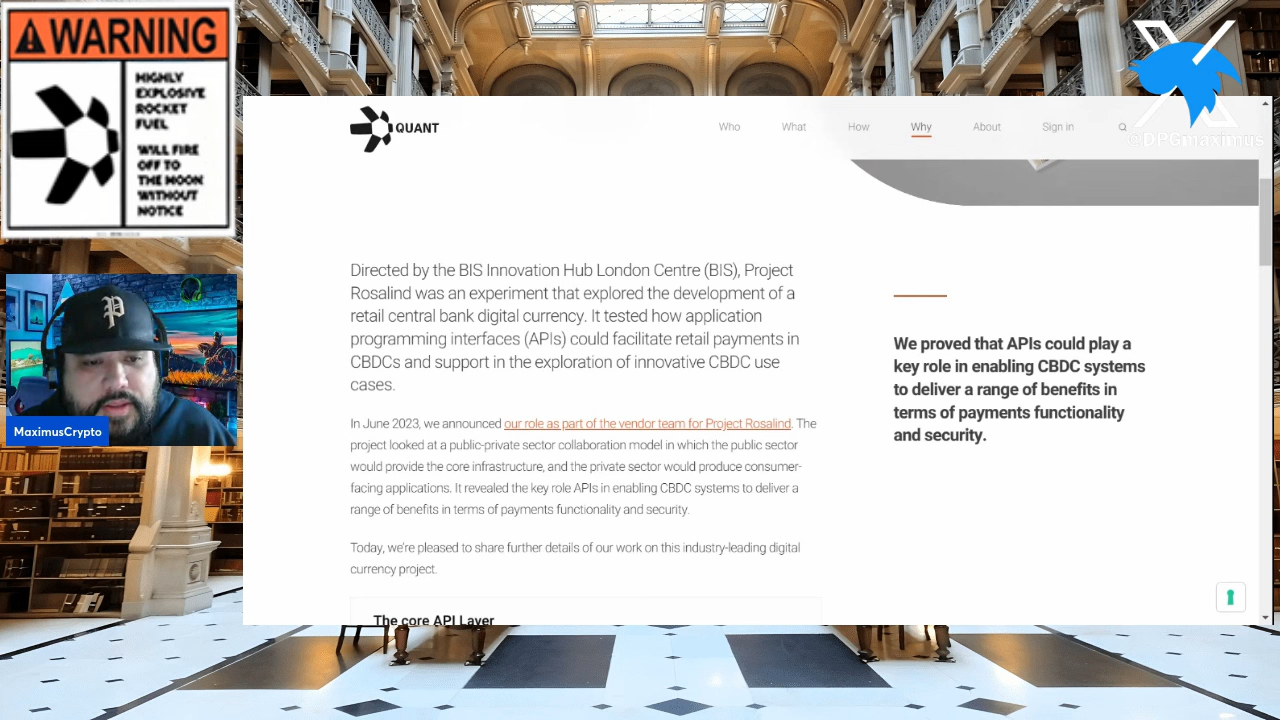 WARNING
HIGHLY
EXPLOSIVE
ROCKET
FUEL
WILL FIRE
OFF TO
THE MOON
WITHOUT
NOTICE
MaximusCrypto
@DPGmaximus
QUANT
Who What How Why About Sign in
Directed by the BIS Innovation Hub London Centre (BIS), Project
Rosalind was an experiment that explored the development of a
retail central bank digital currency. It tested how application
programming interfaces (APIs) could facilitate retail payments in
CBDCs and support in the exploration of innovative CBDC use
cases.
In June 2023, we announced our role as part of the vendor team for Project Rosalind. The
project looked at a public-private sector collaboration model in which the public sector
would provide the core infrastructure, and the private sector would produce consumer-
facing applications. It revealed the key role APIs in enabling CBDC systems to deliver a
range of benefits in terms of payments functionality and security.
Today, we're pleased to share further details of our work on this industry-leading digital
currency project.
The core API Layer
We proved that APIs could play a
key role in enabling CBDC systems
to deliver a range of benefits in
terms of payments functionality
and security.